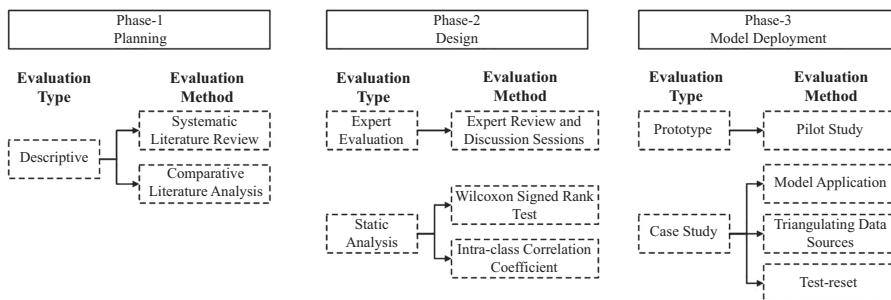 Phase-1
Planning
Evaluation
Type
Evaluation
Method
Descriptive
Systematic
Literature Review
Comparative
Literature Analysis
Phase-2
Design
Evaluation
Type
Evaluation
Method
Expert
Evaluation
Expert Review and
Discussion Sessions
Static
Analysis
Wilcoxon Signed Rank
Test
Intra-class Correlation
Coefficient
Phase-3
Model Deployment
Evaluation
Type
Evaluation
Method
Prototype
Pilot Study
Case Study
Model Application
Triangulating Data
Sources
Test-reset